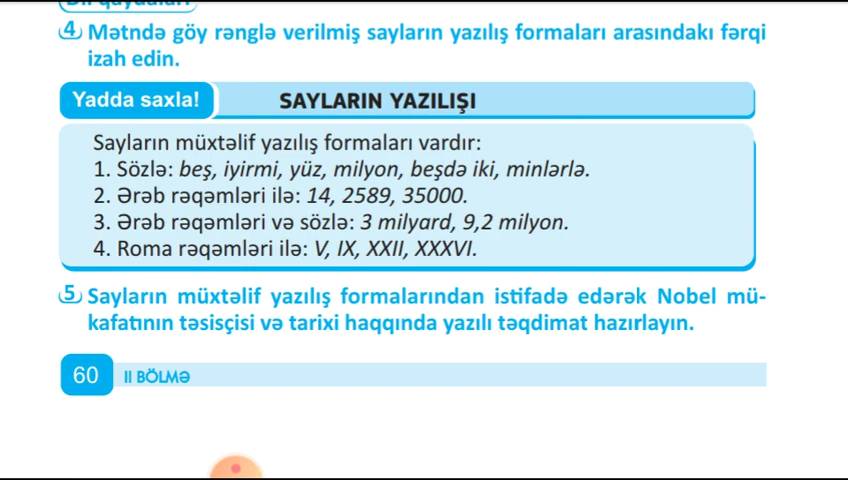 Dil qaydaları
4 Mətndə göy rənglə verilmiş sayların yazılış formaları arasındakı fərqi
izah edin.
Yadda saxla!
SAYLARIN YAZILIŞI
Sayların müxtəlif yazılış formaları vardır:
1. Sözlə: beş, iyirmi, yüz, milyon, beşdə iki, minlərlə.
2. Ərəb rəqəmləri ilə: 14, 2589, 35000.
3. Ərəb rəqəmləri və sözlə: 3 milyard, 9,2 milyon.
4. Roma rəqəmləri ilə: V, IX, XXII, XXXVI.
5 Sayların müxtəlif yazılış formalarından istifadə edərək Nobel mü-
kafatının təsisçisi və tarixi haqqında yazılı təqdimat hazırlayın.
60 II BÖLMƏ